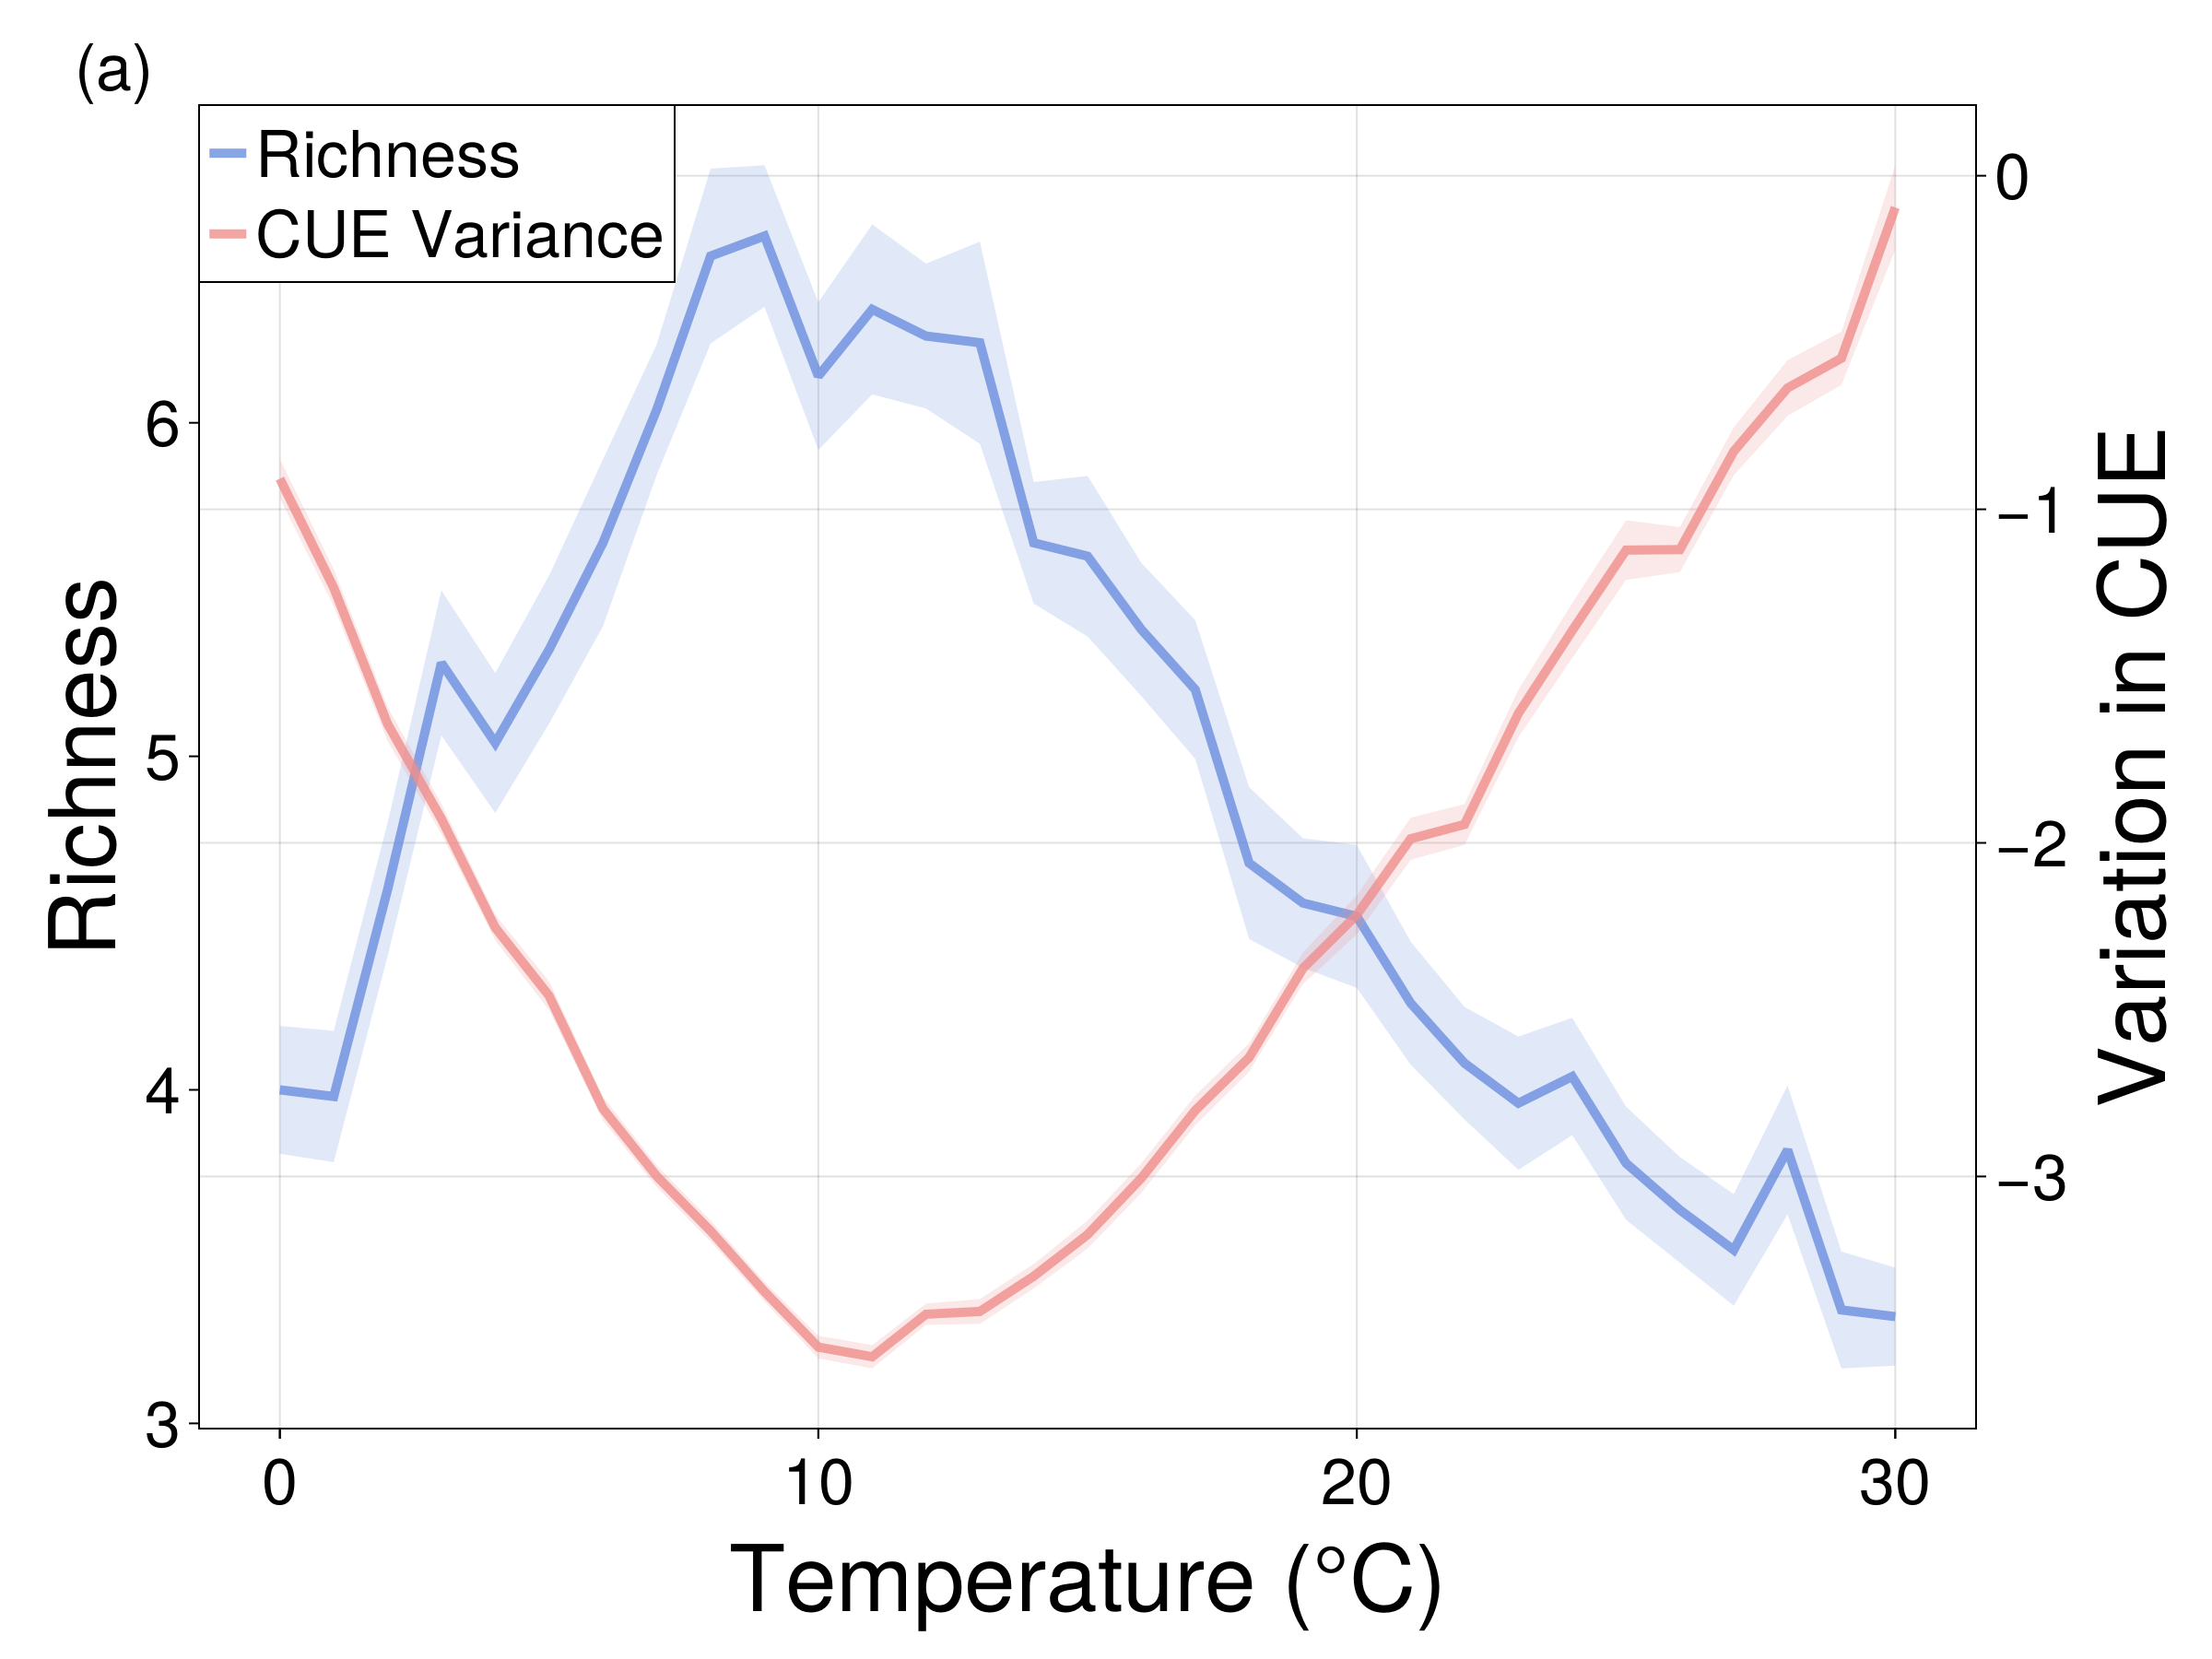 (a)
Richness
CUE Variance
Richness
6
5
4
3
0
−1
−2
−3
Variation in CUE
0 10 20 30
Temperature (°C)